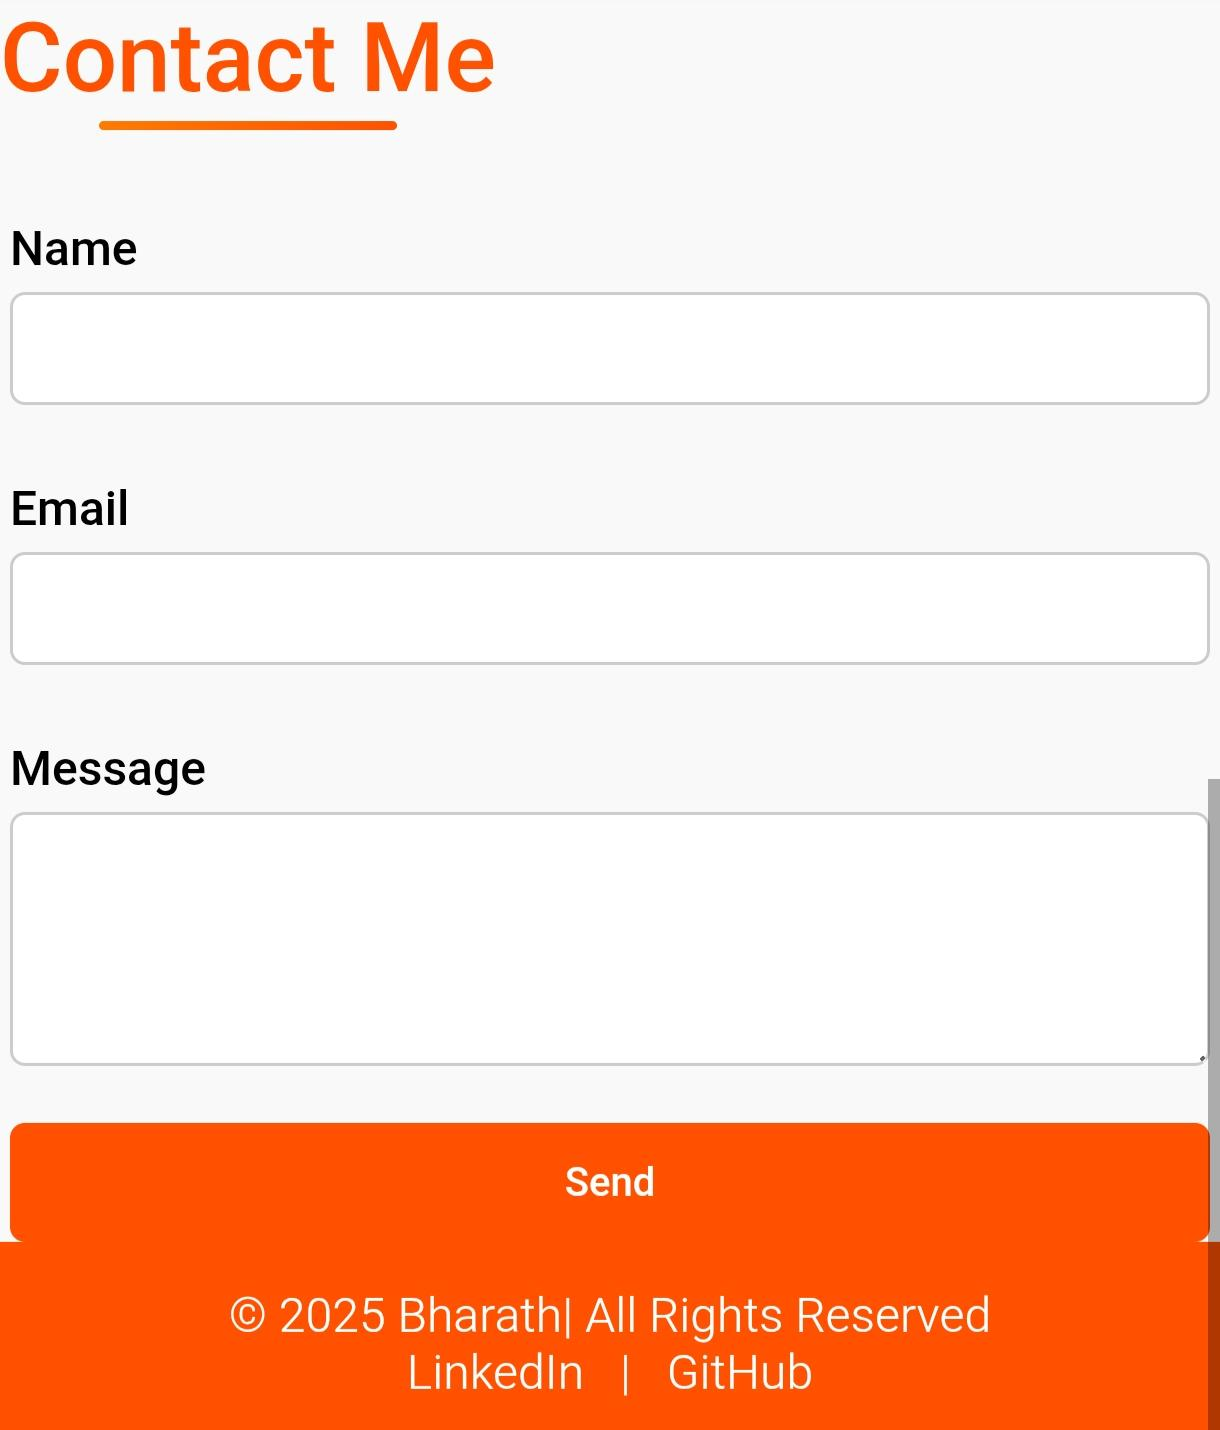 Contact Me
Name
Email
Message
Send
© 2025 Bharath| All Rights Reserved
LinkedIn | GitHub